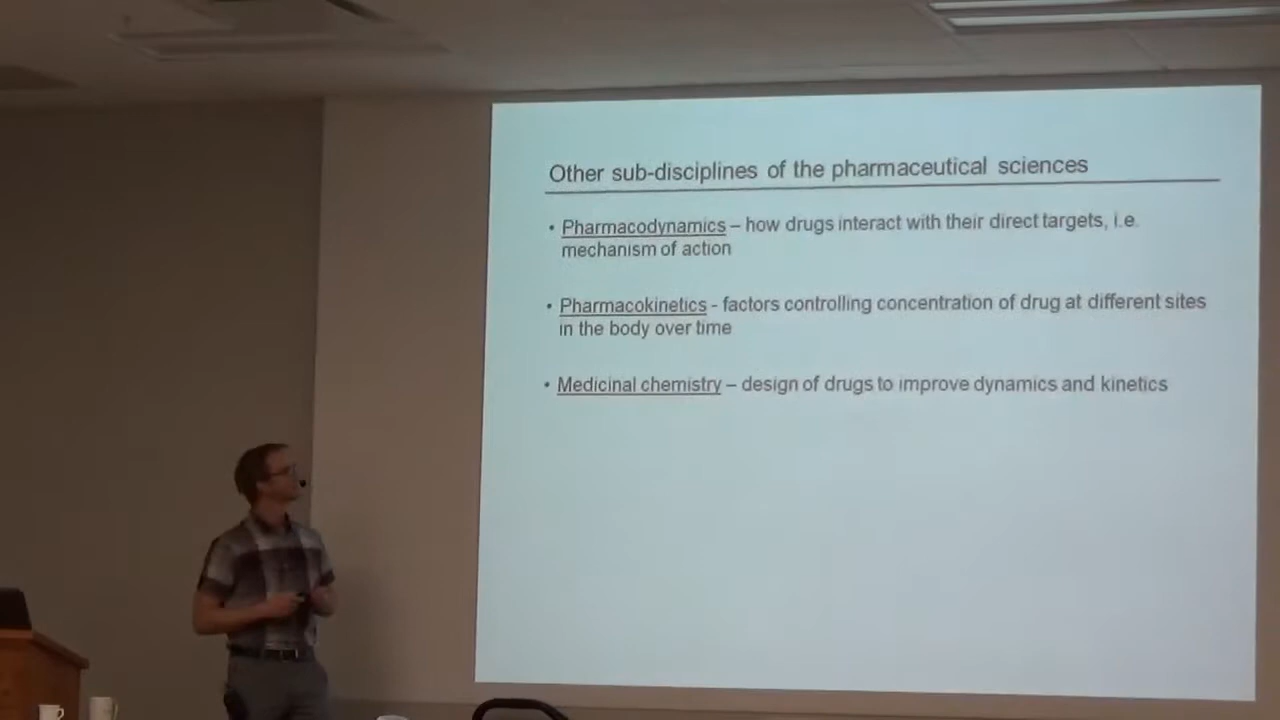 Other sub-disciplines of the pharmaceutical sciences
• Pharmacodynamics – how drugs interact with their direct targets, i.e.
mechanism of action
• Pharmacokinetics - factors controlling concentration of drug at different sites
in the body over time
• Medicinal chemistry – design of drugs to improve dynamics and kinetics